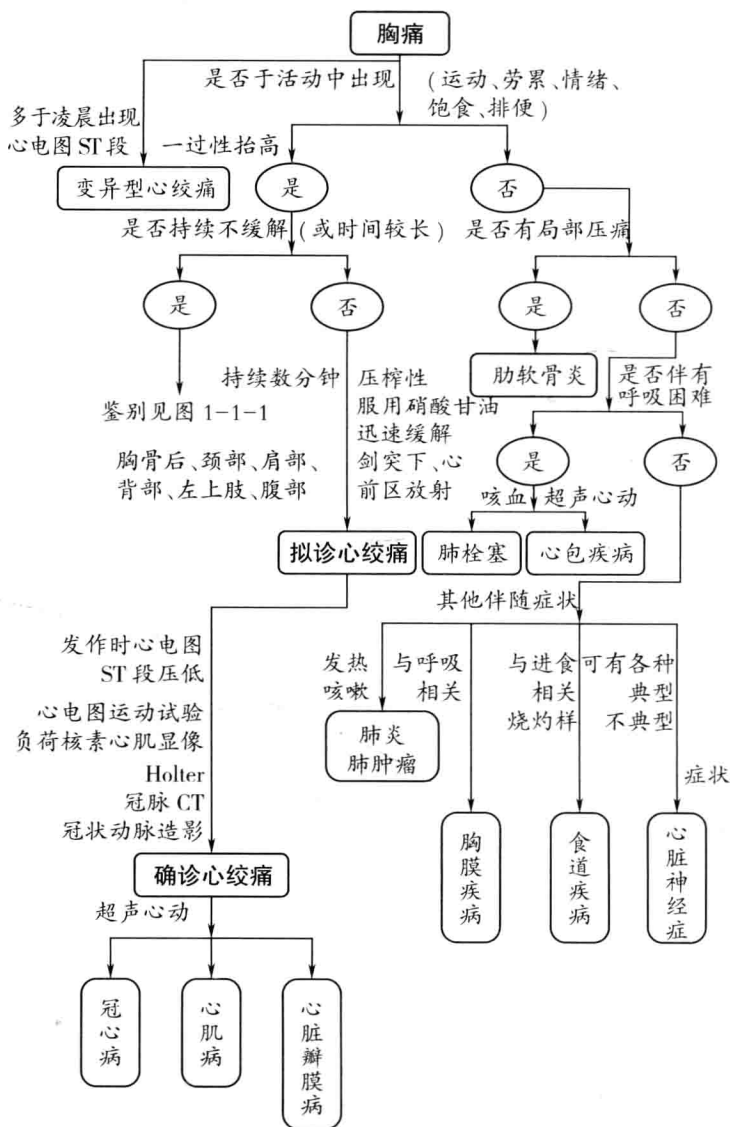 胸痛
是否于活动中出现
(运动、劳累、情绪、
饱食、排便)
多于凌晨出现
心电图ST段
一过性抬高
变异型心绞痛
是
否
是否持续不缓解(或时间较长)
是否有局部压痛
是
否
是
否
肋软骨炎
是否伴有
呼吸困难
鉴别见图1-1-1
持续数分钟
压榨性
服用硝酸甘油
迅速缓解
胸骨后、颈部、肩部、
背部、左上肢、腹部
剑突下、心
前区放射
是
否
咳血
超声心动
拟诊心绞痛
肺栓塞
心包疾病
其他伴随症状
发作时心电图
ST段压低
心电图运动试验
负荷核素心肌显像
Holter
冠脉CT
冠状动脉造影
发热
咳嗽
与呼吸
相关
与进食
相关
烧灼样
可有各种
典型
不典型
症状
肺炎
肺肿瘤
胸膜疾病
食道疾病
心脏神经症
确诊心绞痛
超声心动
冠心病
心肌病
心脏瓣膜病